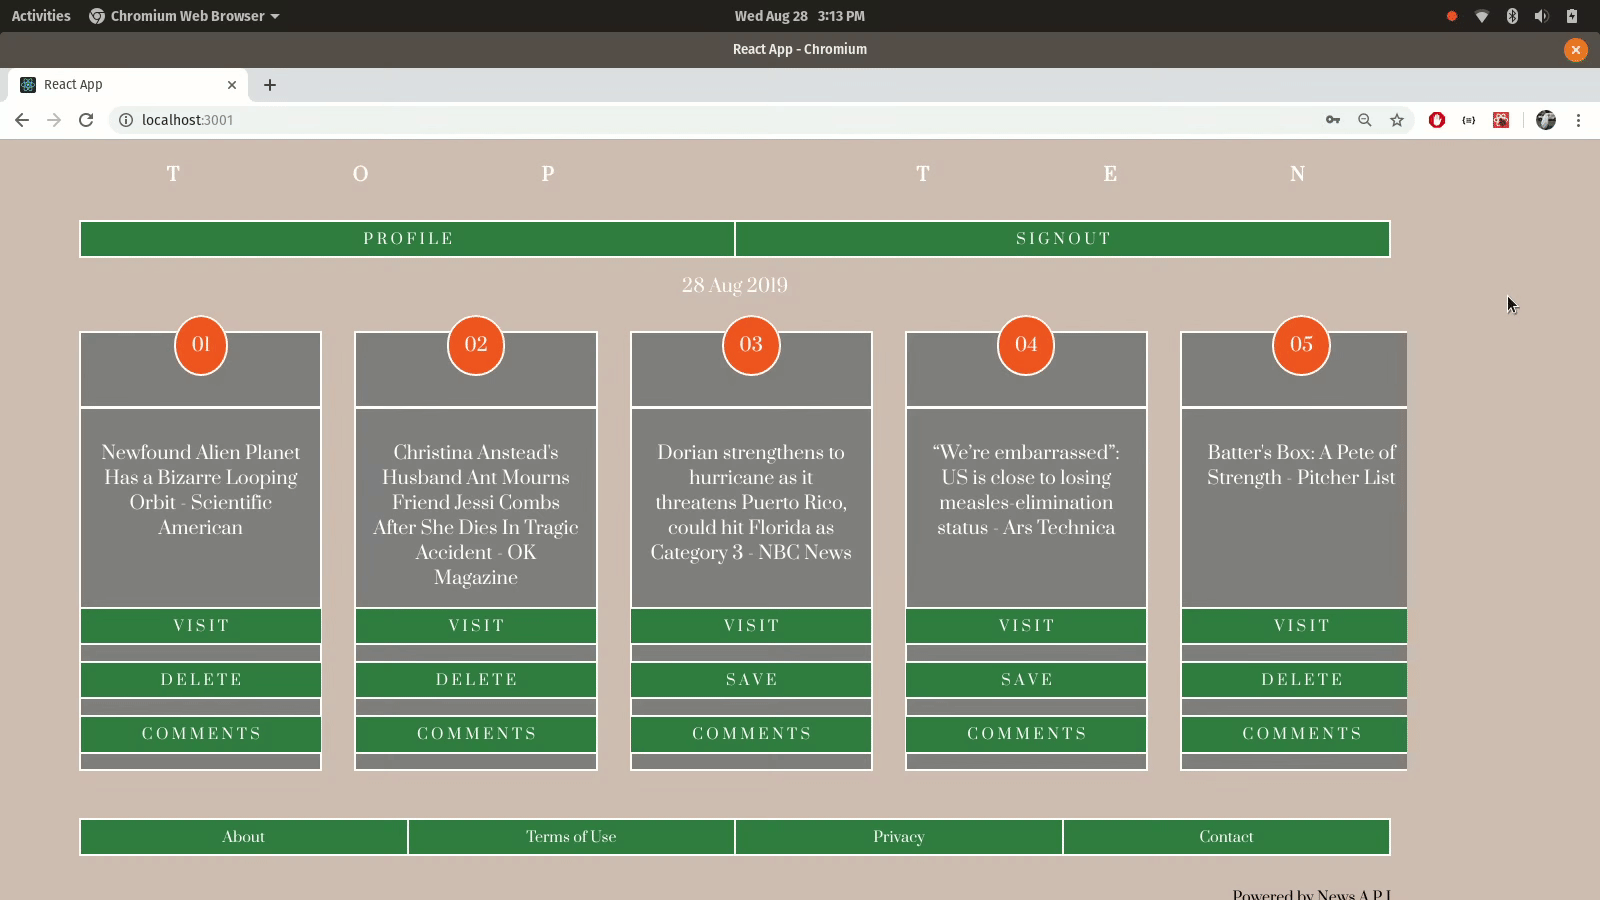 Activities Chromium Web Browser Wed Aug 28 3:13 PM
React App - Chromium
React App
localhost:3001
T O P T E N
PROFILE SIGNOUT
28 Aug 2019
01 02 03 04 05
Newfound Alien Planet
Has a Bizarre Looping
Orbit - Scientific
American
Christina Anstead's
Husband Ant Mourns
Friend Jessi Combs
After She Dies In Tragic
Accident - OK
Magazine
Dorian strengthens to
hurricane as it
threatens Puerto Rico,
could hit Florida as
Category 3 - NBC News
“We’re embarrassed”:
US is close to losing
measles-elimination
status - Ars Technica
Batter's Box: A Pete of
Strength - Pitcher List
VISIT VISIT VISIT VISIT VISIT
DELETE DELETE SAVE SAVE DELETE
COMMENTS COMMENTS COMMENTS COMMENTS COMMENTS
About Terms of Use Privacy Contact
Powered by News A P I